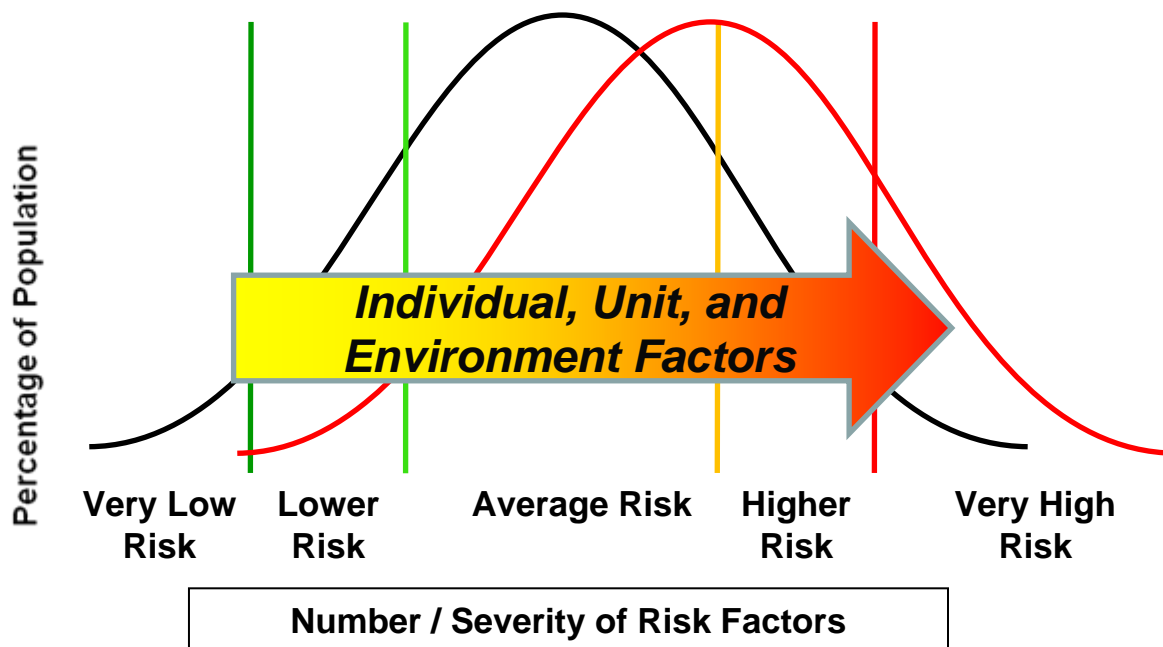 Percentage of Population
Individual, Unit, and
Environment Factors
Very Low
Risk
Lower
Risk
Average Risk
Higher
Risk
Very High
Risk
Number / Severity of Risk Factors